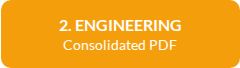 2. ENGINEERING
Consolidated PDF